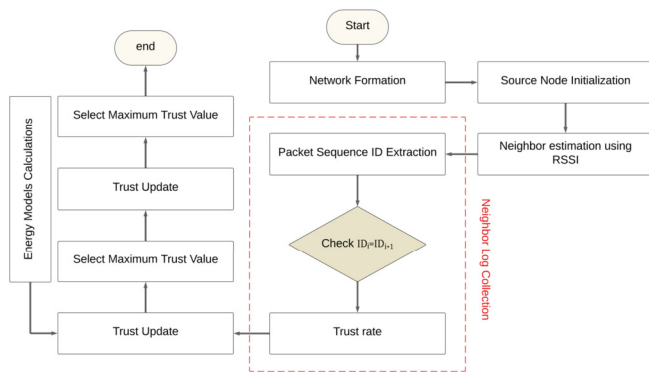 Start
Network Formation
Source Node Initialization
Neighbor estimation using
RSSI
Packet Sequence ID Extraction
Check IDᵢ=IDᵢ₊₁
Trust rate
Neighbor Log Collection
Trust Update
Energy Models Calculations
Select Maximum Trust Value
Trust Update
Select Maximum Trust Value
end